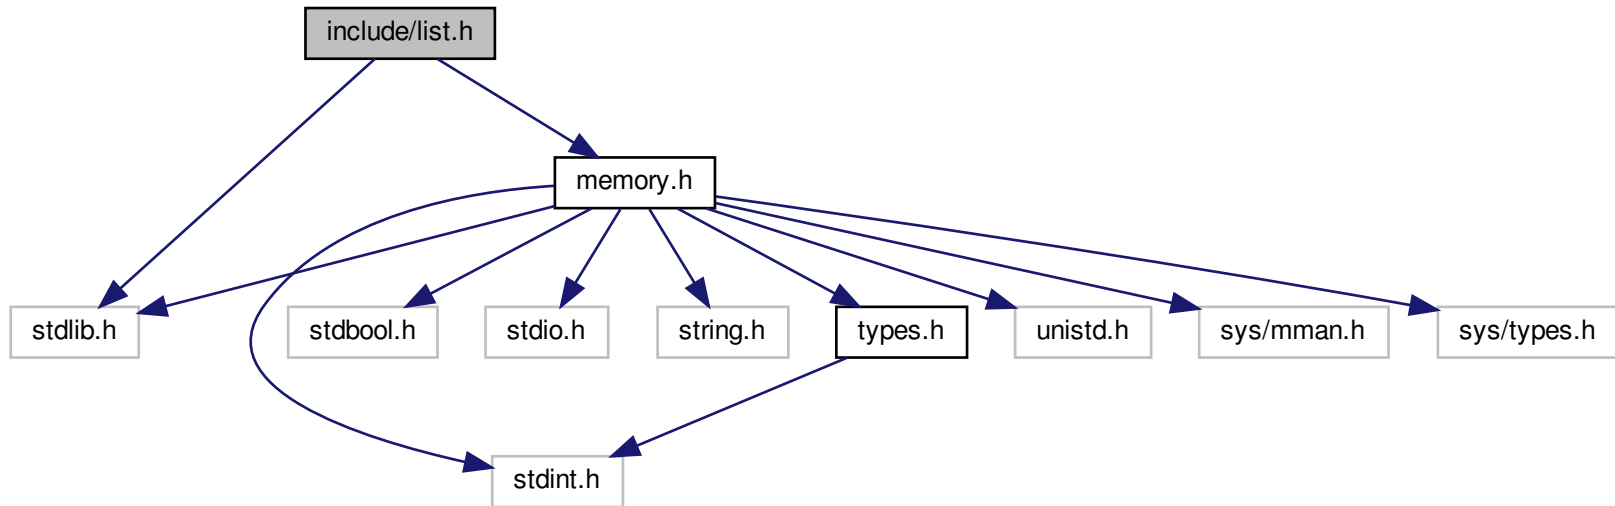 include/list.h
memory.h
stdlib.h
stdbool.h
stdio.h
string.h
types.h
unistd.h
sys/mman.h
sys/types.h
stdint.h